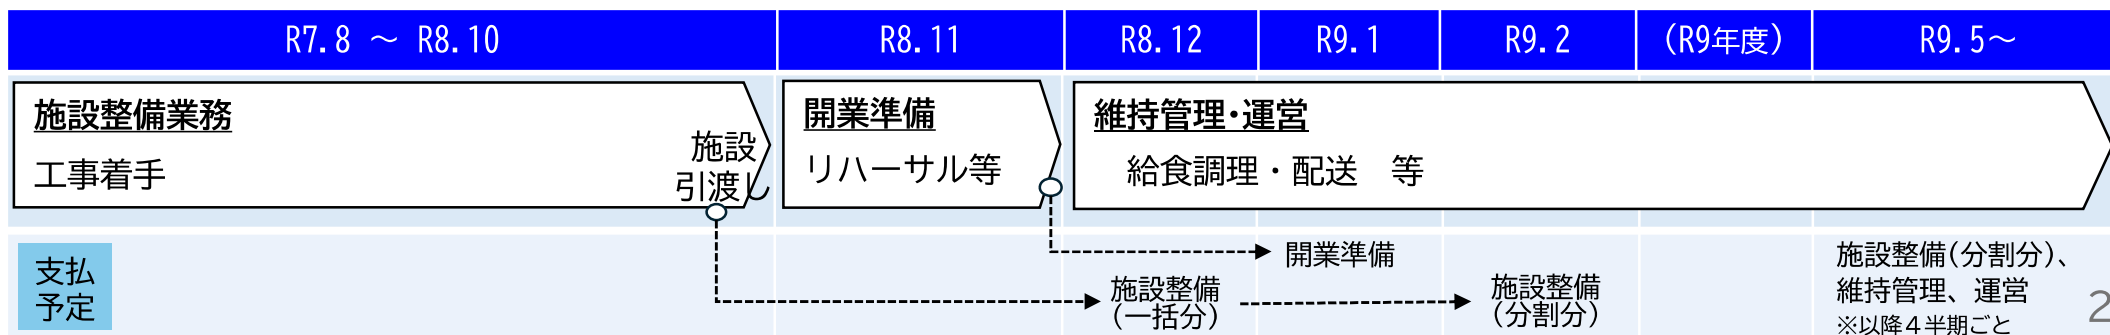 R7.8 ～ R8.10
R8.11
R8.12
R9.1
R9.2
（R9年度）
R9.5～
施設整備業務
工事着手
施設
引渡し
開業準備
リハーサル等
維持管理・運営
給食調理・配送　等
支払
予定
開業準備
施設整備
（一括分）
施設整備
（分割分）
施設整備（分割分）、
維持管理、運営
※以降４半期ごと
2